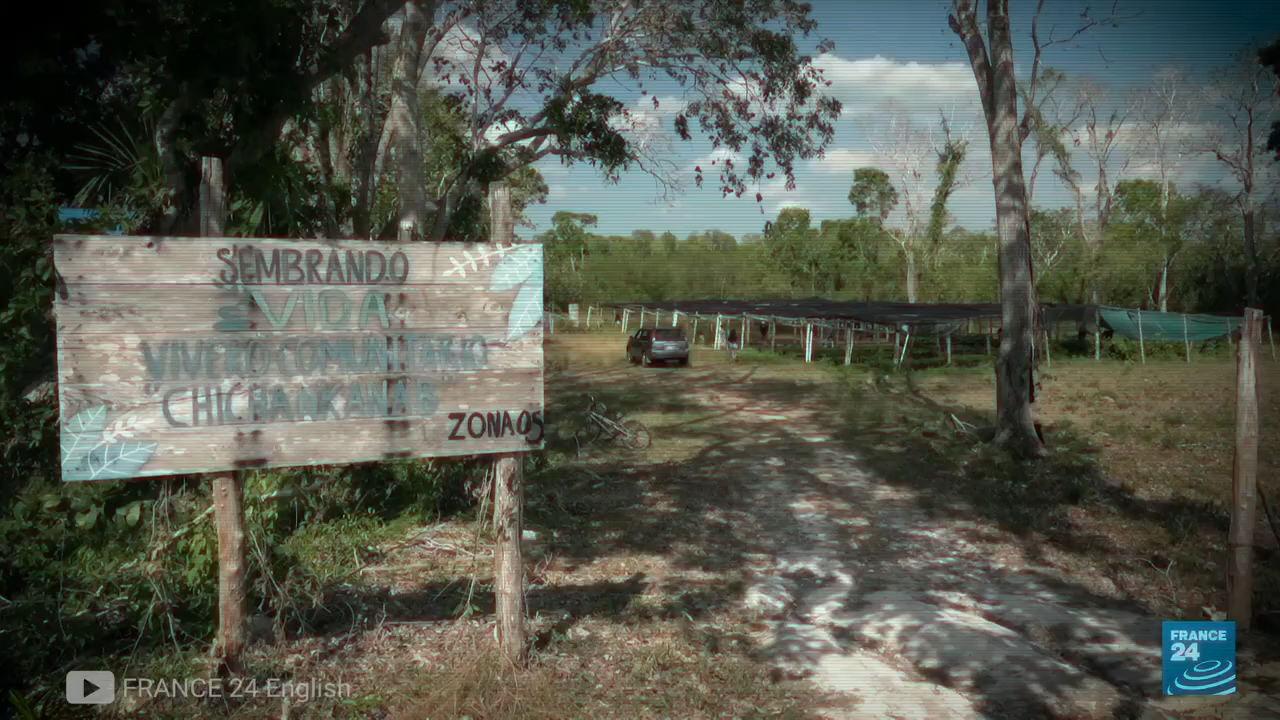 SEMBRANDO
VIDA
VIVERO COMUNITARIO
"CHICHANKANAB"
ZONA 05
FRANCE 24 English
FRANCE
24